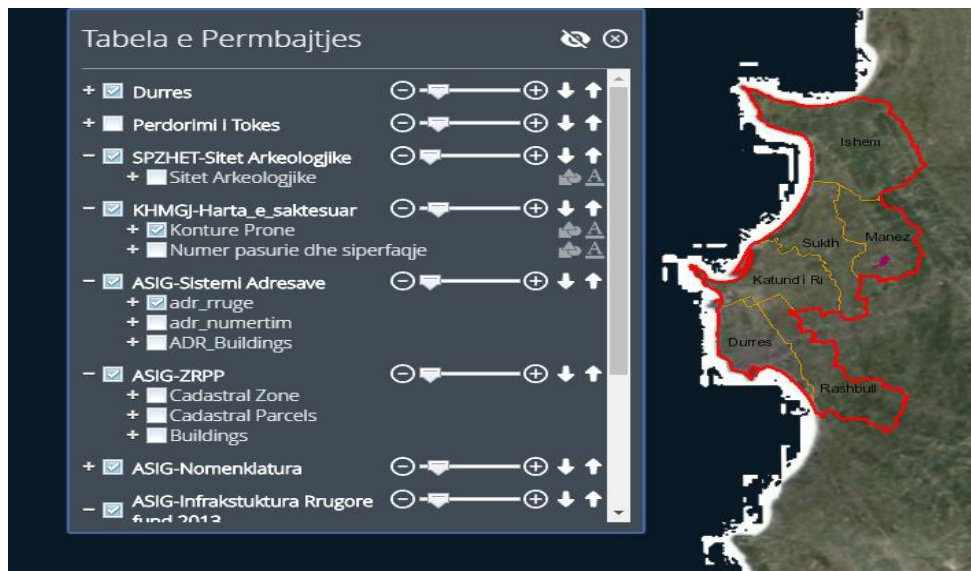 Tabela e Permbajtjes
Durres
Perdorimi i Tokes
SPZHET-Sitet Arkeologjike
Sitet Arkeologjike
KHMGJ-Harta_e_saktesuar
Konture Prone
Numer pasurie dhe siperfaqje
ASIG-Sistemi Adresave
adr_rruge
adr_numertim
ADR_Buildings
ASIG-ZRPP
Cadastral Zone
Cadastral Parcels
Buildings
ASIG-Nomenklatura
ASIG-Infrakstuktura Rrugore
fund 2013
Ishem
Sukth
Manez
Katund i Ri
Durres
Rashbull